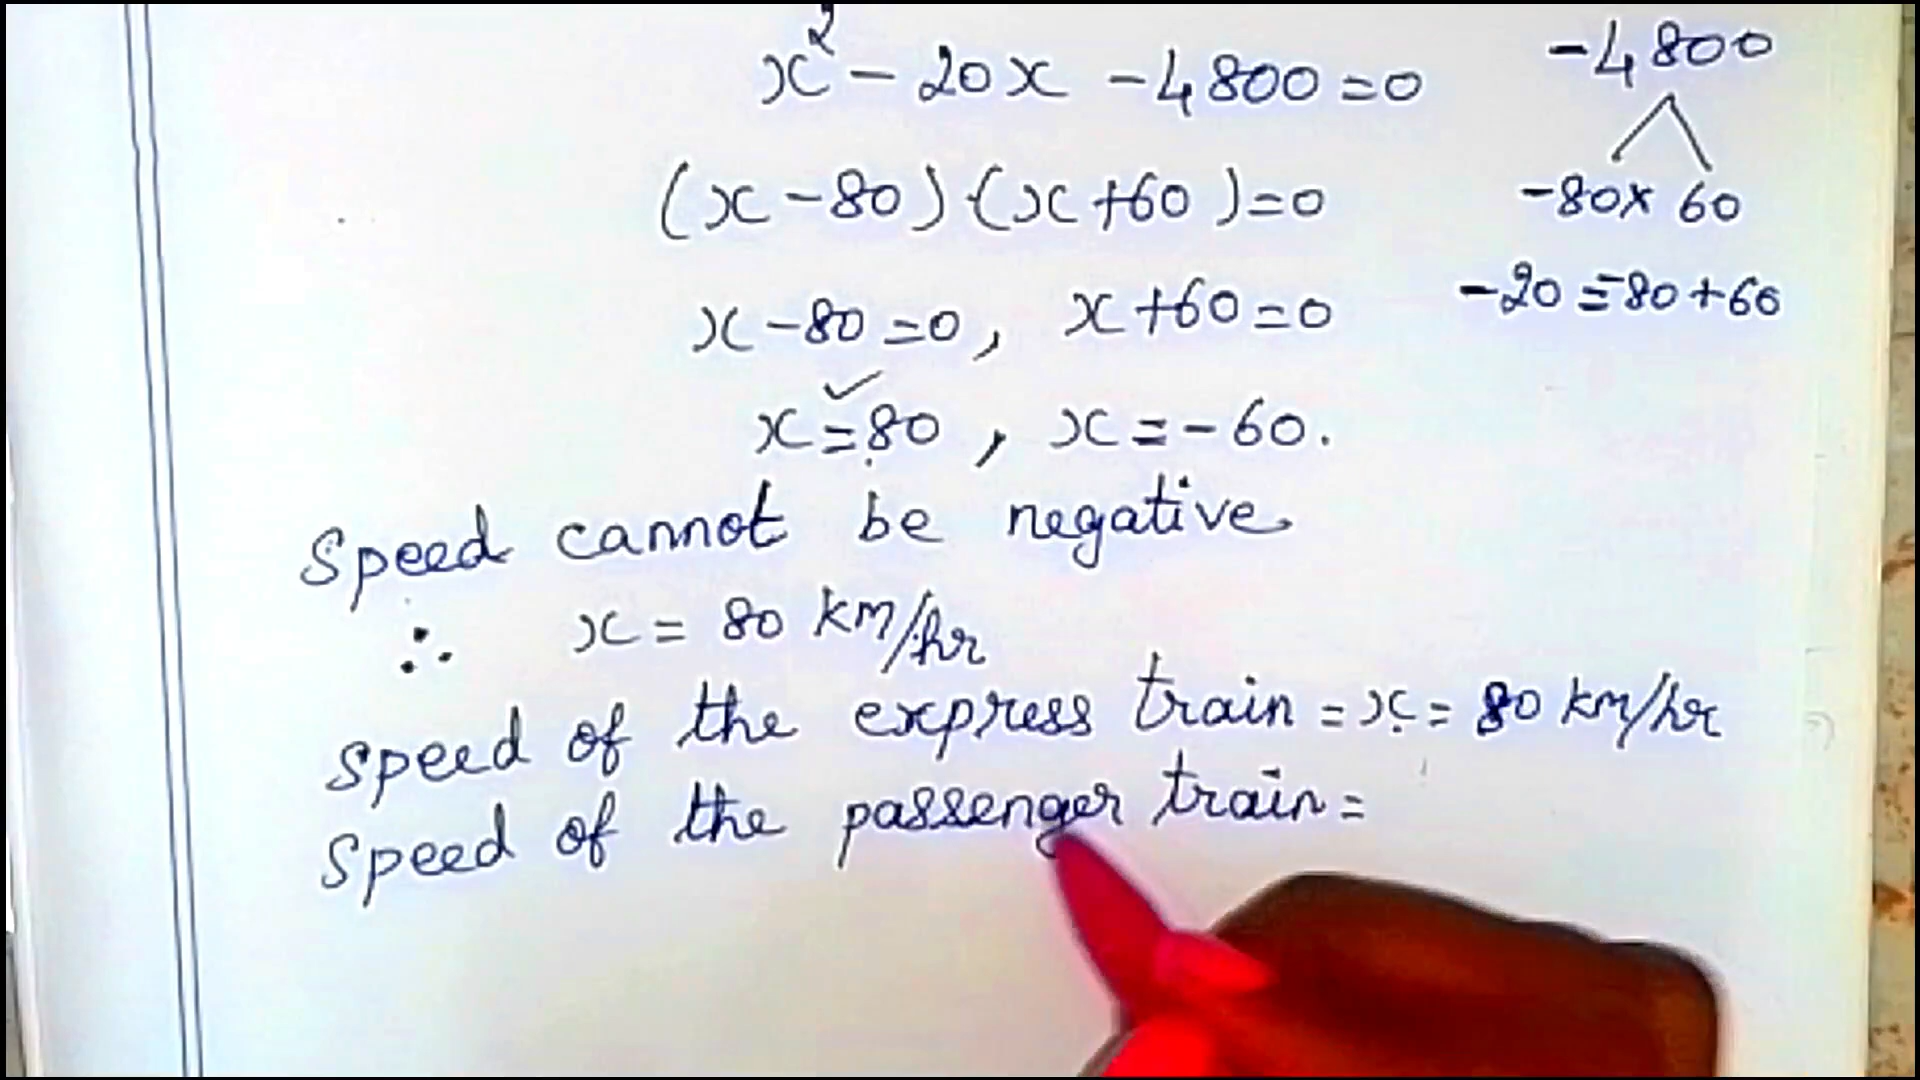 x² - 20x - 4800 = 0
-4800
(x - 80) (x + 60) = 0
-80 x 60
x - 80 = 0, x + 60 = 0
-20 = -80 + 60
x = 80, x = -60.
Speed cannot be negative
∴ x = 80 km/hr
Speed of the express train = x = 80 km/hr
Speed of the passenger train =